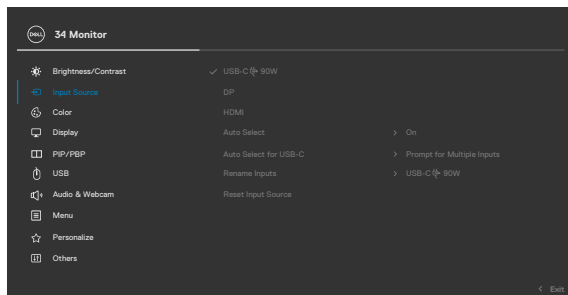 DELL 34 Monitor
Brightness/Contrast USB-C 90W
Input Source DP
Color HDMI
Display Auto Select On
PIP/PBP Auto Select for USB-C Prompt for Multiple Inputs
USB Rename Inputs USB-C 90W
Audio & Webcam Reset Input Source
Menu
Personalize
Others
Exit